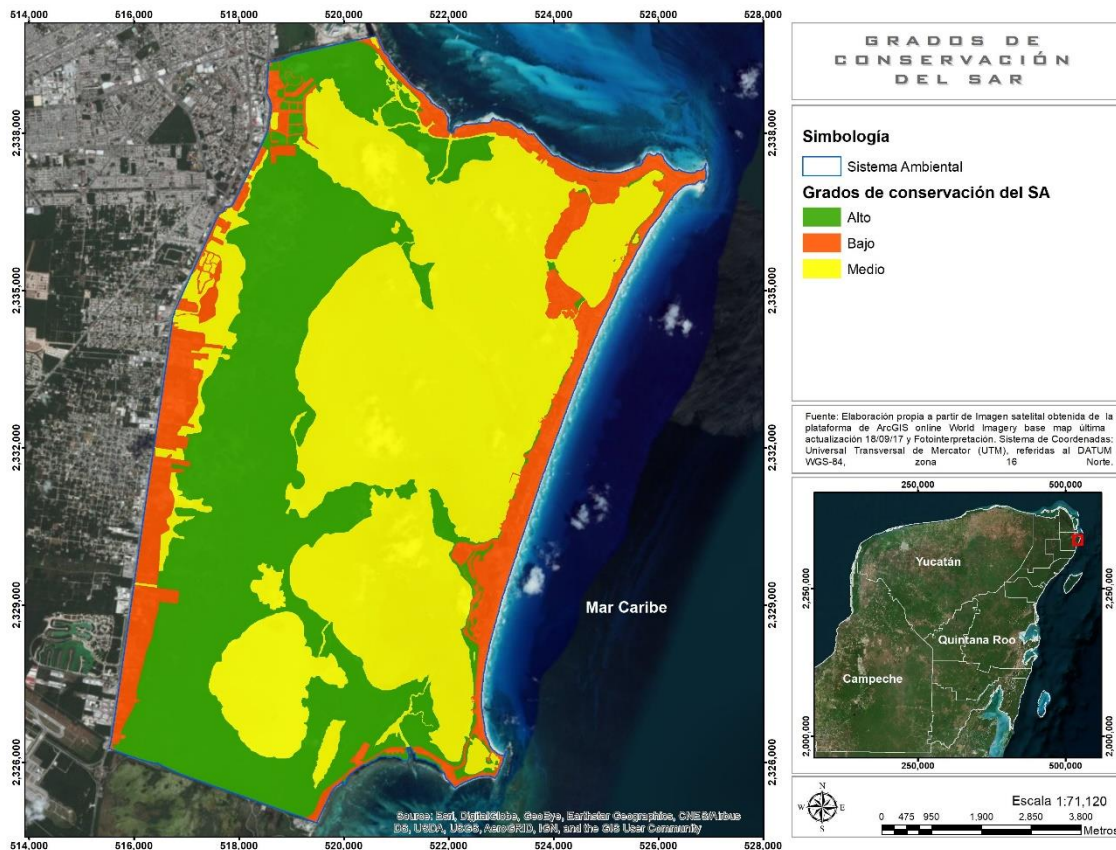 514,000 516,000 518,000 520,000 522,000 524,000 526,000 528,000
2,338,000
2,335,000
2,332,000
2,329,000
2,326,000
2,338,000
2,335,000
2,332,000
2,329,000
2,326,000
Mar Caribe
Source: Esri, DigitalGlobe, GeoEye, Earthstar Geographics, CNES/Airbus
DS, USDA, USGS, AeroGRID, IGN, and the GIS User Community
514,000 516,000 518,000 520,000 522,000 524,000 526,000 528,000
GRADOS DE
CONSERVACIÓN
DEL SAR
Simbología
Sistema Ambiental
Grados de conservación del SA
Alto
Bajo
Medio
Fuente: Elaboración propia a partir de Imagen satelital obtenida de la
plataforma de ArcGIS online World Imagery base map última
actualización 18/09/17 y Fotointerpretación. Sistema de Coordenadas:
Universal Transversal de Mercator (UTM), referidas al DATUM
WGS-84, zona 16 Norte.
250,000 500,000
Yucatán
2,250,000
2,250,000
Quintana Roo
Campeche
2,000,000
2,000,000
250,000 500,000
N
W E
S
Escala 1:71,120
0 475 950 1,900 2,850 3,800
Metros